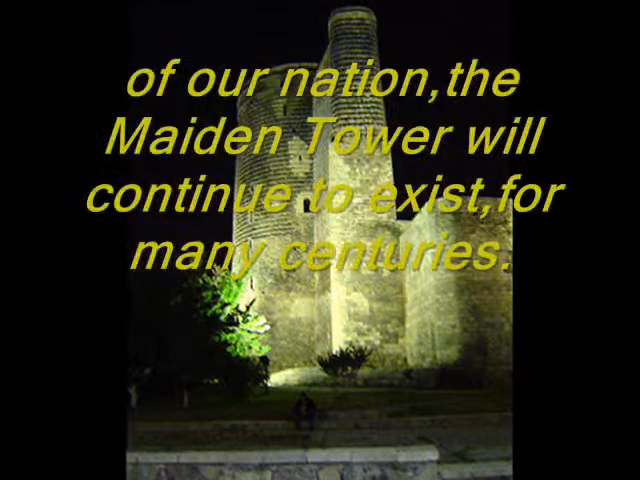 of our nation,the
Maiden Tower will
continue to exist,for
many centuries.